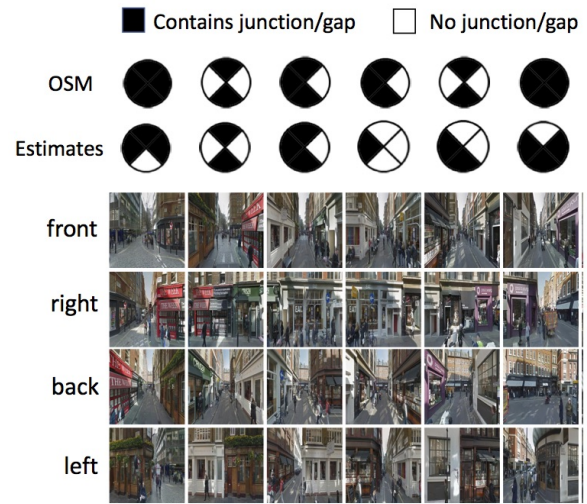 Contains junction/gap No junction/gap
OSM
Estimates
front
right
back
left